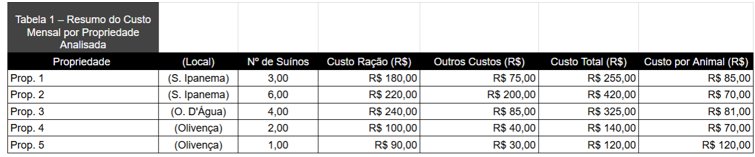 Tabela 1 – Resumo do Custo
Mensal por Propriedade
Analisada
Propriedade (Local) Nº de Suínos Custo Ração (R$) Outros Custos (R$) Custo Total (R$) Custo por Animal (R$)
Prop. 1 (S. Ipanema) 3,00 R$ 180,00 R$ 75,00 R$ 255,00 R$ 85,00
Prop. 2 (S. Ipanema) 6,00 R$ 220,00 R$ 200,00 R$ 420,00 R$ 70,00
Prop. 3 (O. D'Água) 4,00 R$ 240,00 R$ 85,00 R$ 325,00 R$ 81,00
Prop. 4 (Olivença) 2,00 R$ 100,00 R$ 40,00 R$ 140,00 R$ 70,00
Prop. 5 (Olivença) 1,00 R$ 90,00 R$ 30,00 R$ 120,00 R$ 120,00